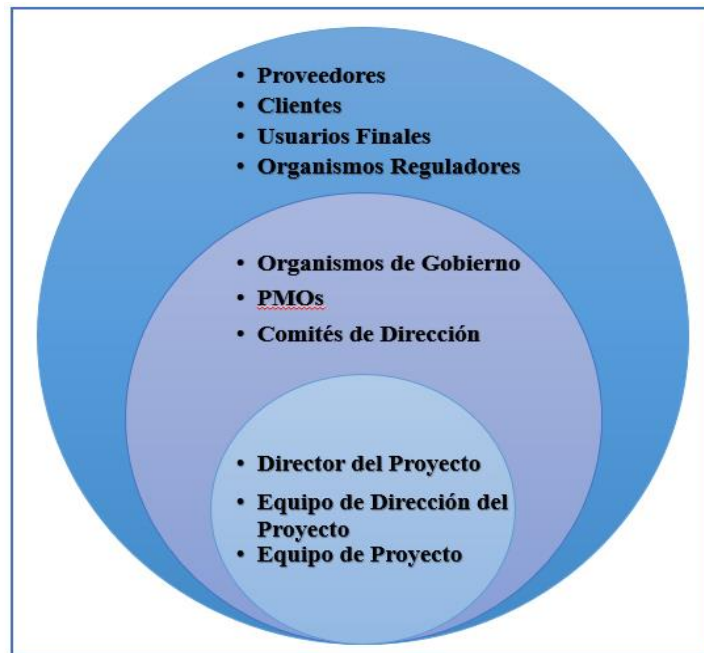 • Proveedores
• Clientes
• Usuarios Finales
• Organismos Reguladores
• Organismos de Gobierno
• PMOs
• Comités de Dirección
• Director del Proyecto
• Equipo de Dirección del
Proyecto
• Equipo de Proyecto